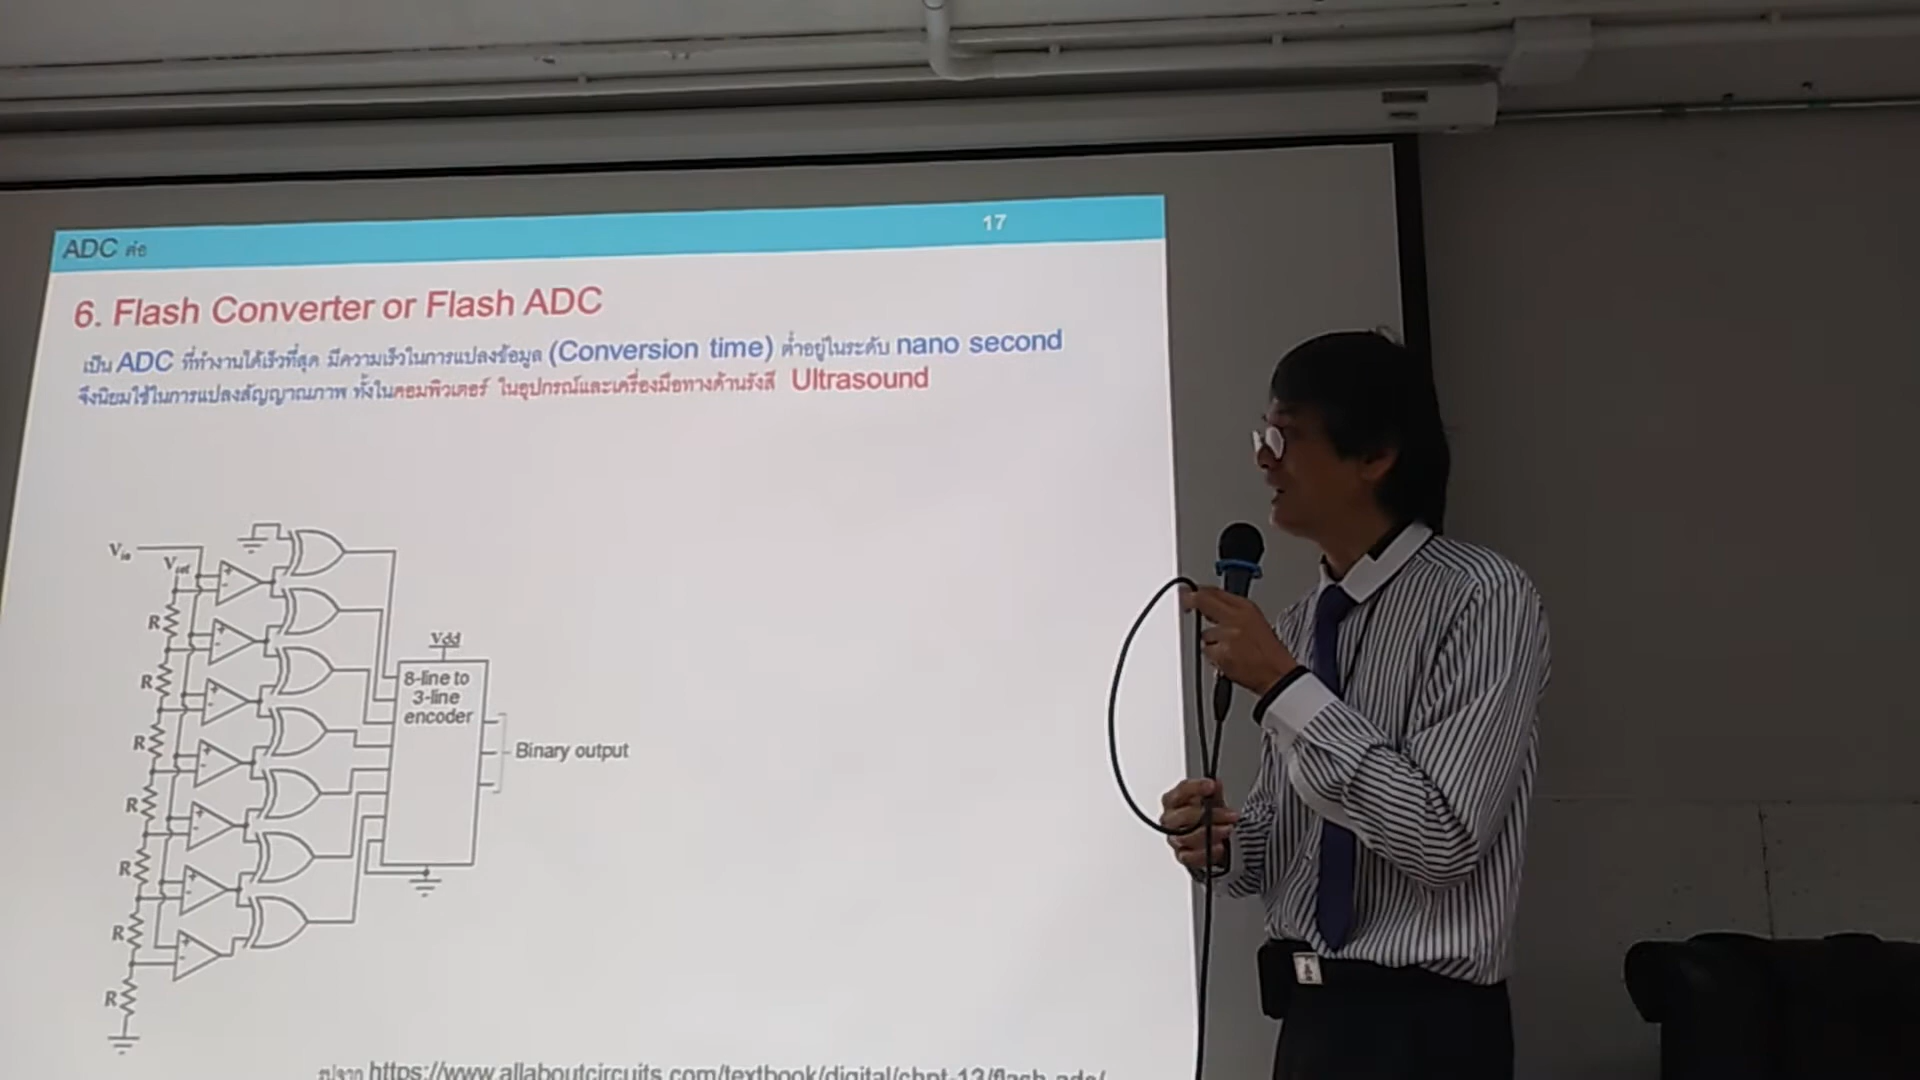 ADC ต่อ
17
6. Flash Converter or Flash ADC
เป็น ADC ที่ทำงานได้เร็วที่สุด มีความเร็วในการแปลงข้อมูล (Conversion time) ต่ำอยู่ในระดับ nano second
จึงนิยมใช้ในการแปลงสัญญาณภาพ ทั้งในคอมพิวเตอร์ ในอุปกรณ์และเครื่องมือทางด้านรังสี Ultrasound
Vin
Vref
R
R
R
R
R
R
R
Vdd
8-line to
3-line
encoder
Binary output
รูปจาก https://www.allaboutcircuits.com/textbook/digital/chpt-13/flash-adc/